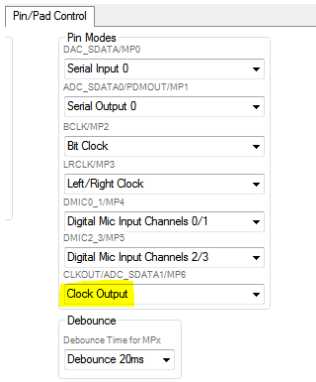 Pin/Pad Control
Pin Modes
DAC_SDATA/MP0
Serial Input 0
ADC_SDATA0/PDMOUT/MP1
Serial Output 0
BCLK/MP2
Bit Clock
LRCLK/MP3
Left/Right Clock
DMIC0_1/MP4
Digital Mic Input Channels 0/1
DMIC2_3/MP5
Digital Mic Input Channels 2/3
CLKOUT/ADC_SDATA1/MP6
Clock Output
Debounce
Debounce Time for MPx
Debounce 20ms